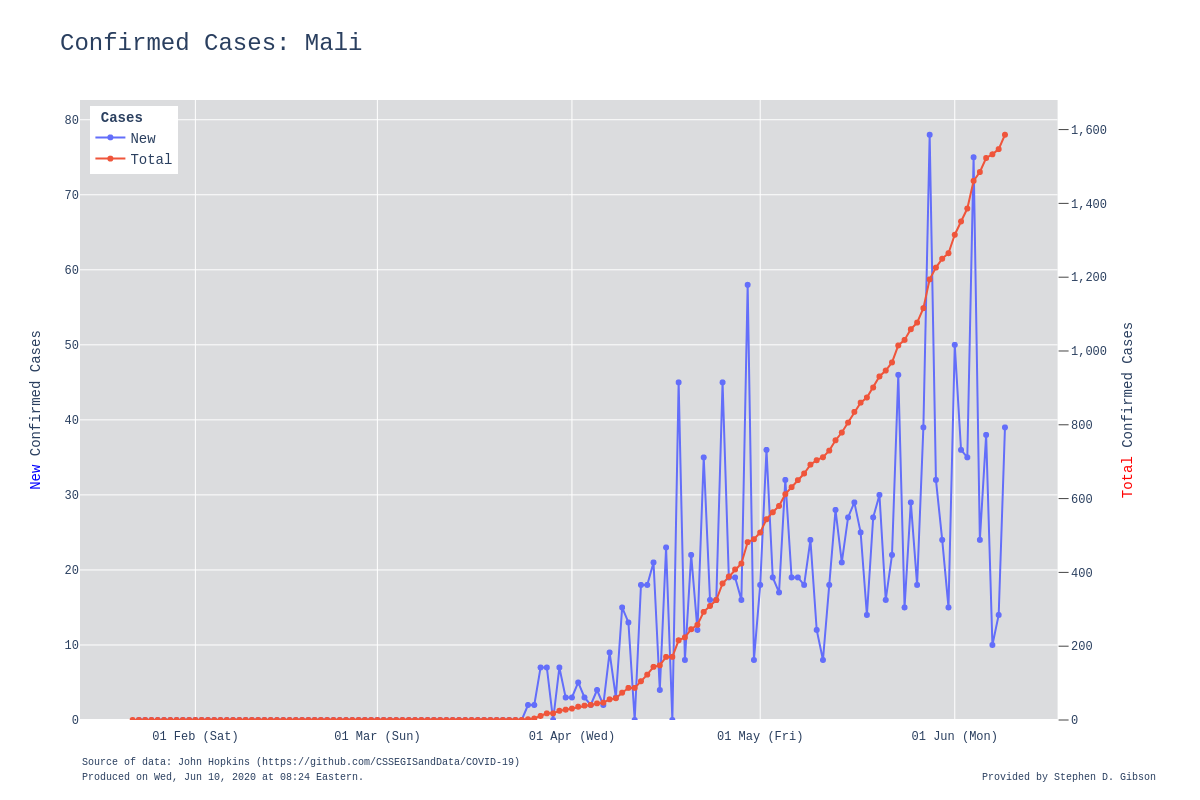 Confirmed Cases: Mali
Cases
New
Total
80
70
60
50
40
30
20
10
0
New Confirmed Cases
1,600
1,400
1,200
1,000
800
600
400
200
0
Total Confirmed Cases
01 Feb (Sat)
01 Mar (Sun)
01 Apr (Wed)
01 May (Fri)
01 Jun (Mon)
Source of data: John Hopkins (https://github.com/CSSEGISandData/COVID-19)
Produced on Wed, Jun 10, 2020 at 08:24 Eastern.
Provided by Stephen D. Gibson